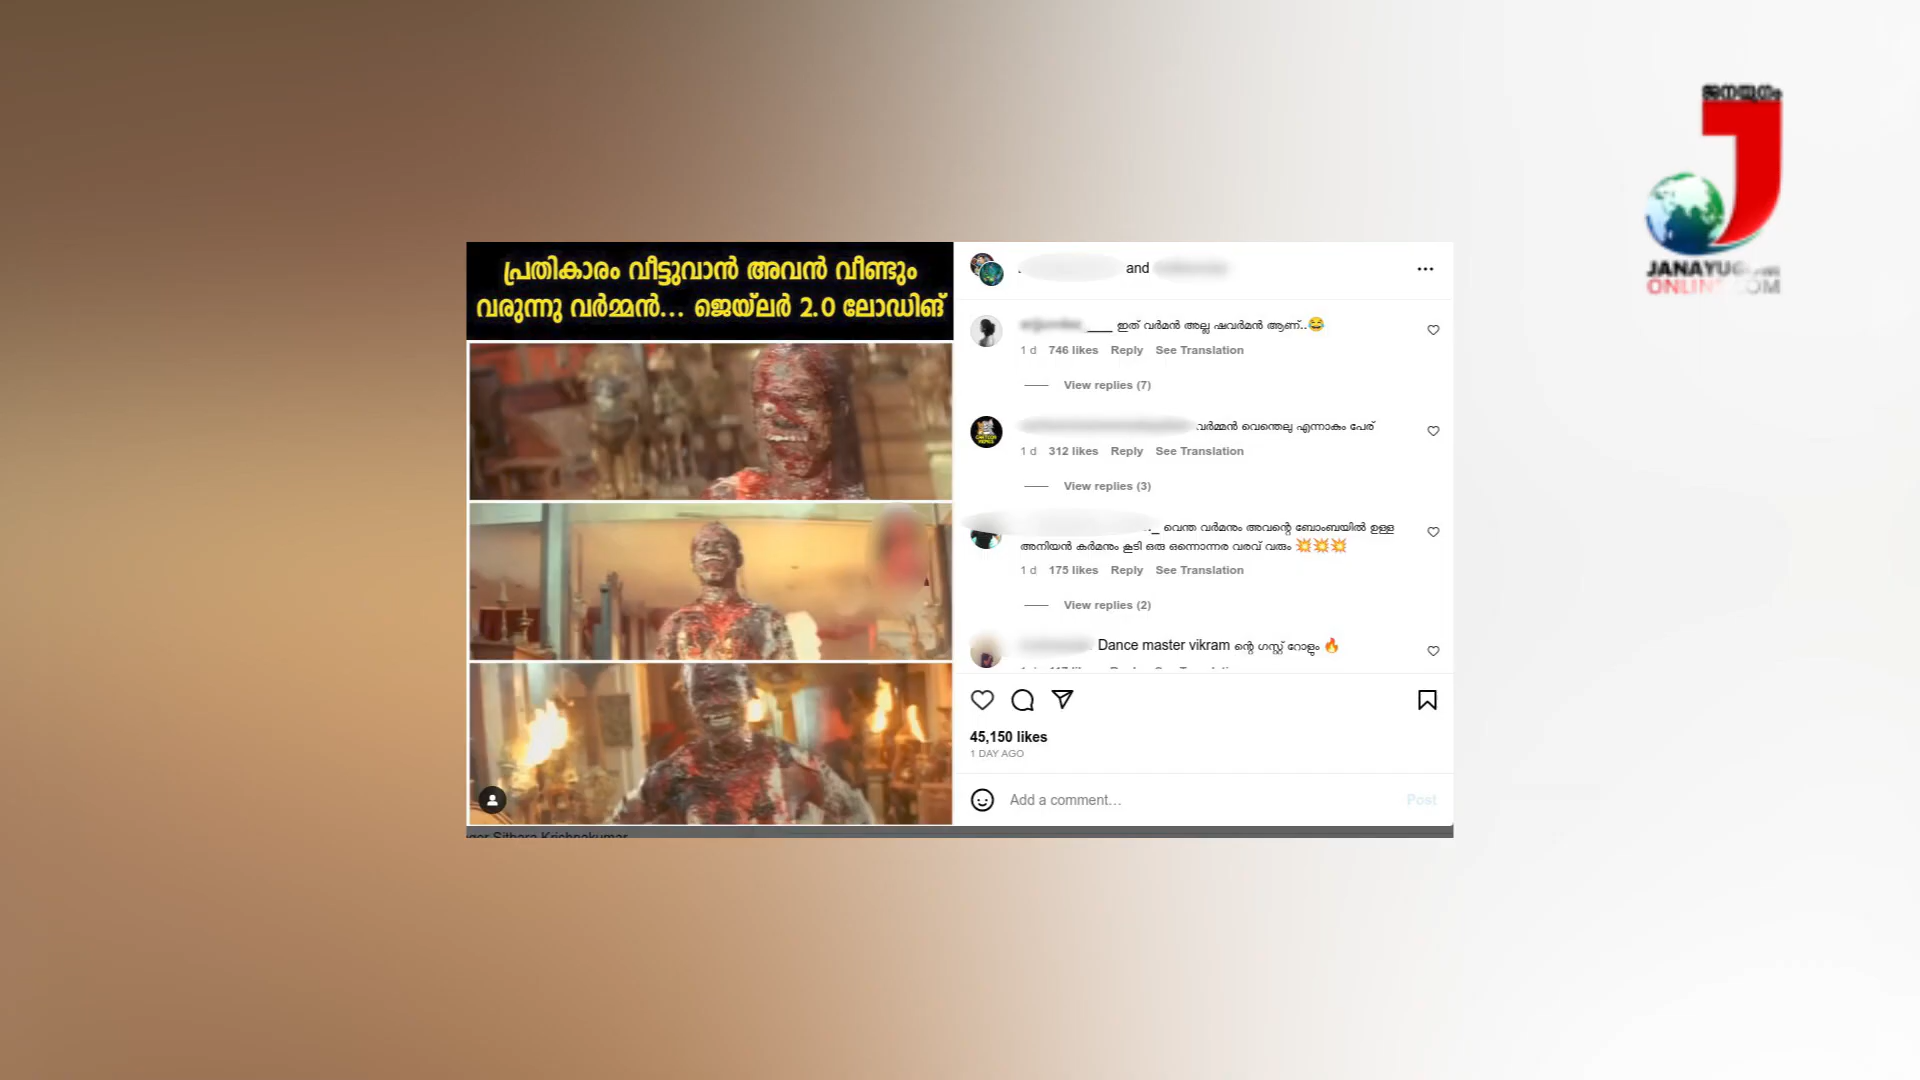 ജനയുഗം
JANAYUGOM
ONLINE.COM
പ്രതികാരം വീട്ടുവാൻ അവൻ വീണ്ടും
വരുന്നു വർമ്മൻ... ജെയ്ലർ 2.0 ലോഡിങ്
and
ഇത് വർമൻ അല്ല ഷവർമൻ ആണ്..😂
1 d 746 likes Reply See Translation
View replies (7)
വർമ്മൻ വെന്തെലു എന്നാകും പേര്
1 d 312 likes Reply See Translation
View replies (3)
വെന്ത വർമനും അവന്റെ ബോംബയിൽ ഉള്ള
അനിയൻ കർമനും കൂടി ഒരു ഒന്നൊന്നര വരവ് വരും 💥💥💥
1 d 175 likes Reply See Translation
View replies (2)
Dance master vikram ന്റെ ഗസ്റ്റ് റോളും 🔥
45,150 likes
1 DAY AGO
Add a comment...
Post
Sithara Krishnakumar